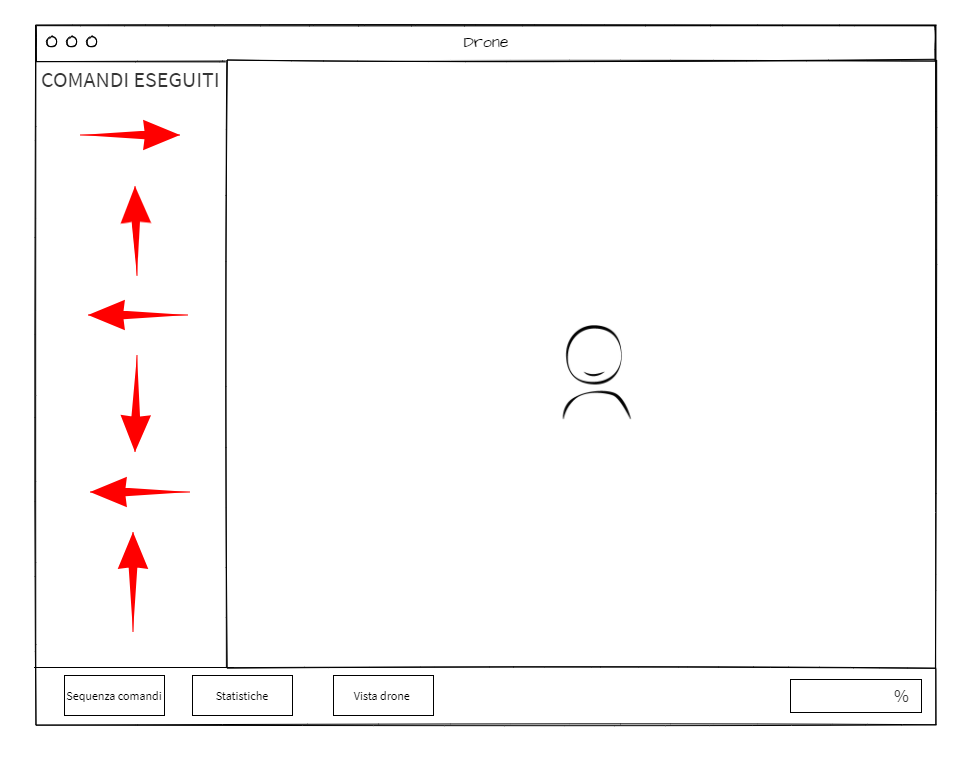 Drone
COMANDI ESEGUITI
Sequenza comandi
Statistiche
Vista drone
%